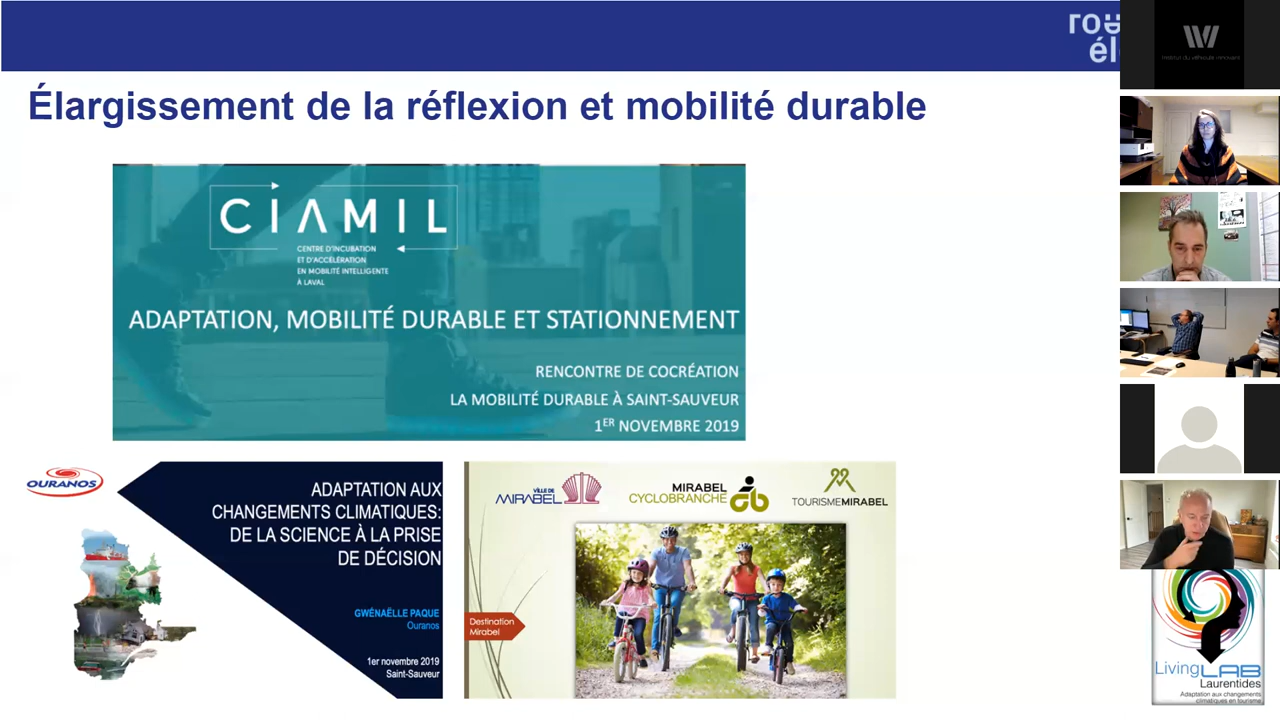 Élargissement de la réflexion et mobilité durable
CIAMIL
CENTRE D'INCUBATION
ET D'ACCÉLÉRATION
EN MOBILITÉ INTELLIGENTE
À LAVAL
ADAPTATION, MOBILITÉ DURABLE ET STATIONNEMENT
RENCONTRE DE COCRÉATION
LA MOBILITÉ DURABLE À SAINT-SAUVEUR
1ER NOVEMBRE 2019
OURANOS
ADAPTATION AUX
CHANGEMENTS CLIMATIQUES:
DE LA SCIENCE À LA PRISE
DE DÉCISION
GWÉNAËLLE PAQUE
Ouranos
1er novembre 2019
Saint-Sauveur
VILLE DE
MIRABEL
MIRABEL
CYCLOBRANCHE
TOURISMEMIRABEL
Destination
Mirabel
LivingLAB
Laurentides
Adaptation aux changements
climatiques en tourisme